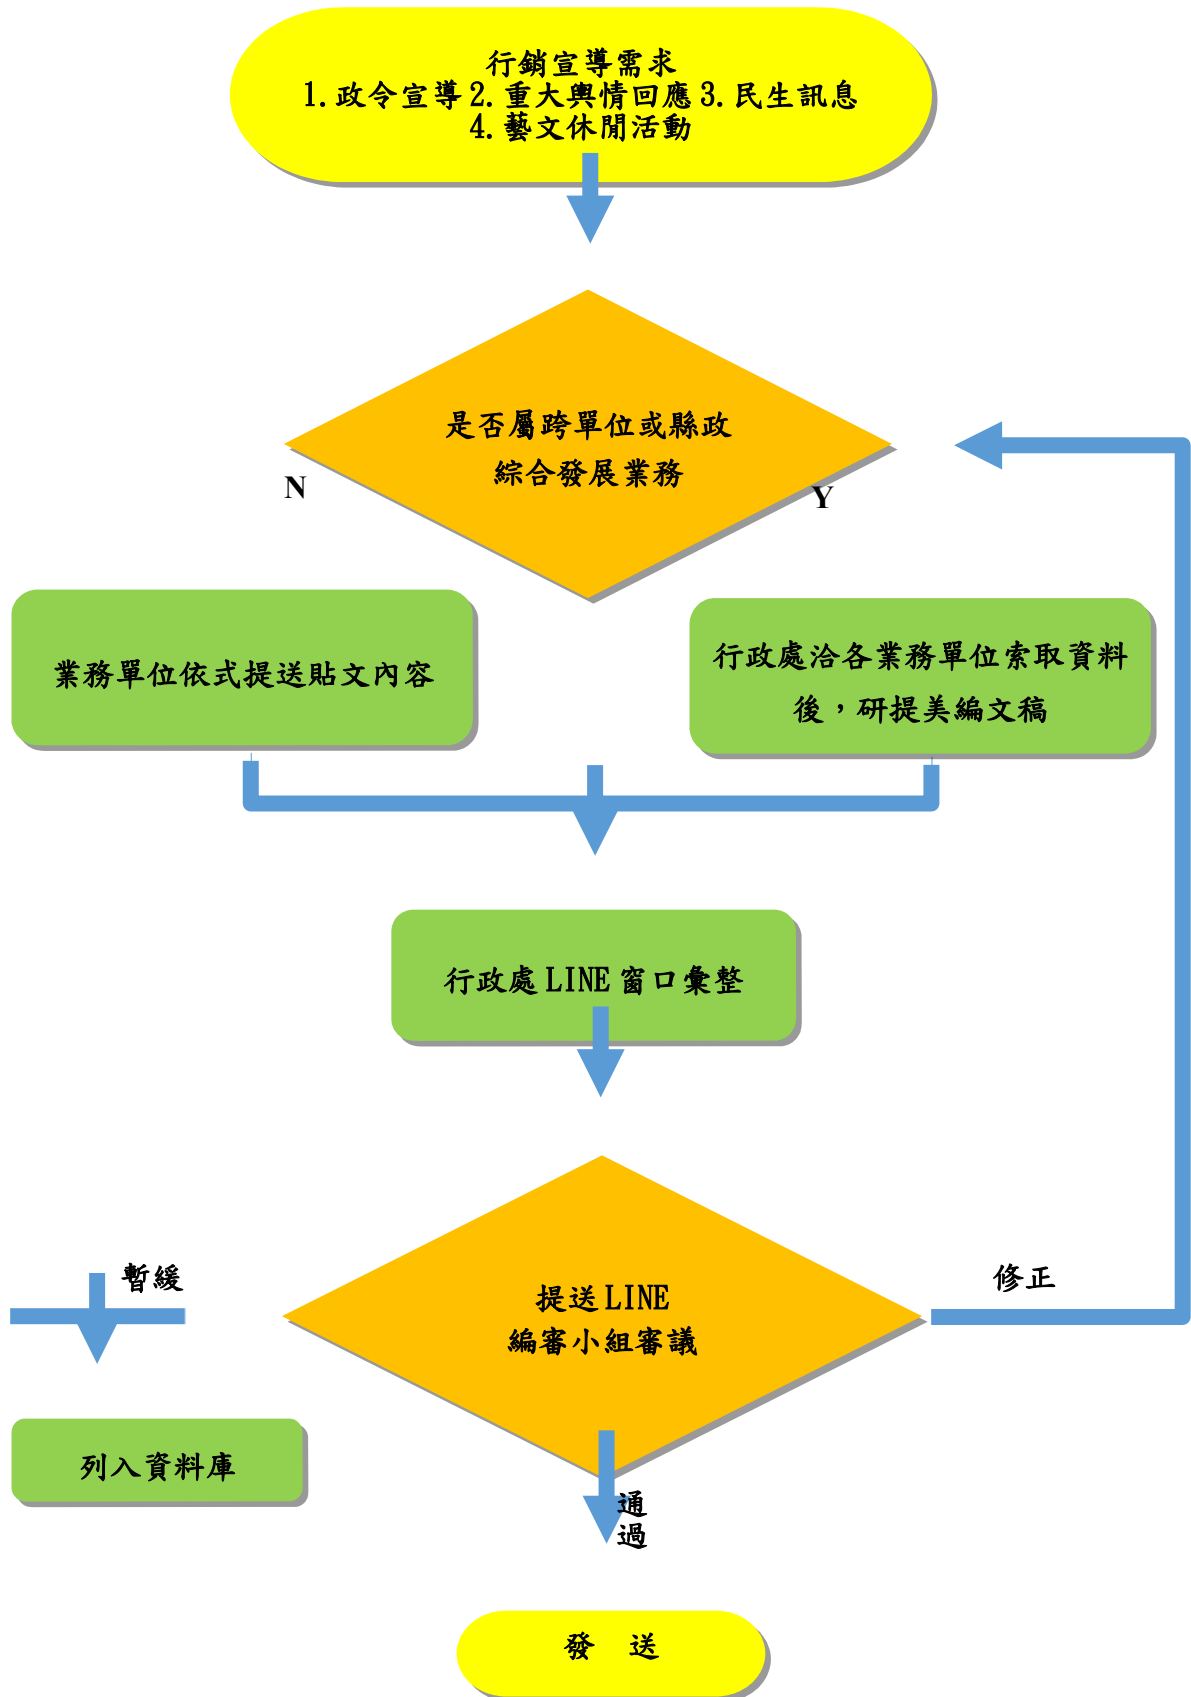 行銷宣導需求
1.政令宣導2.重大輿情回應3.民生訊息
4.藝文休閒活動
是否屬跨單位或縣政
綜合發展業務
N
Y
業務單位依式提送貼文內容
行政處洽各業務單位索取資料
後，研提美編文稿
行政處LINE窗口彙整
暫緩
修正
提送LINE
編審小組審議
列入資料庫
通
過
發 送